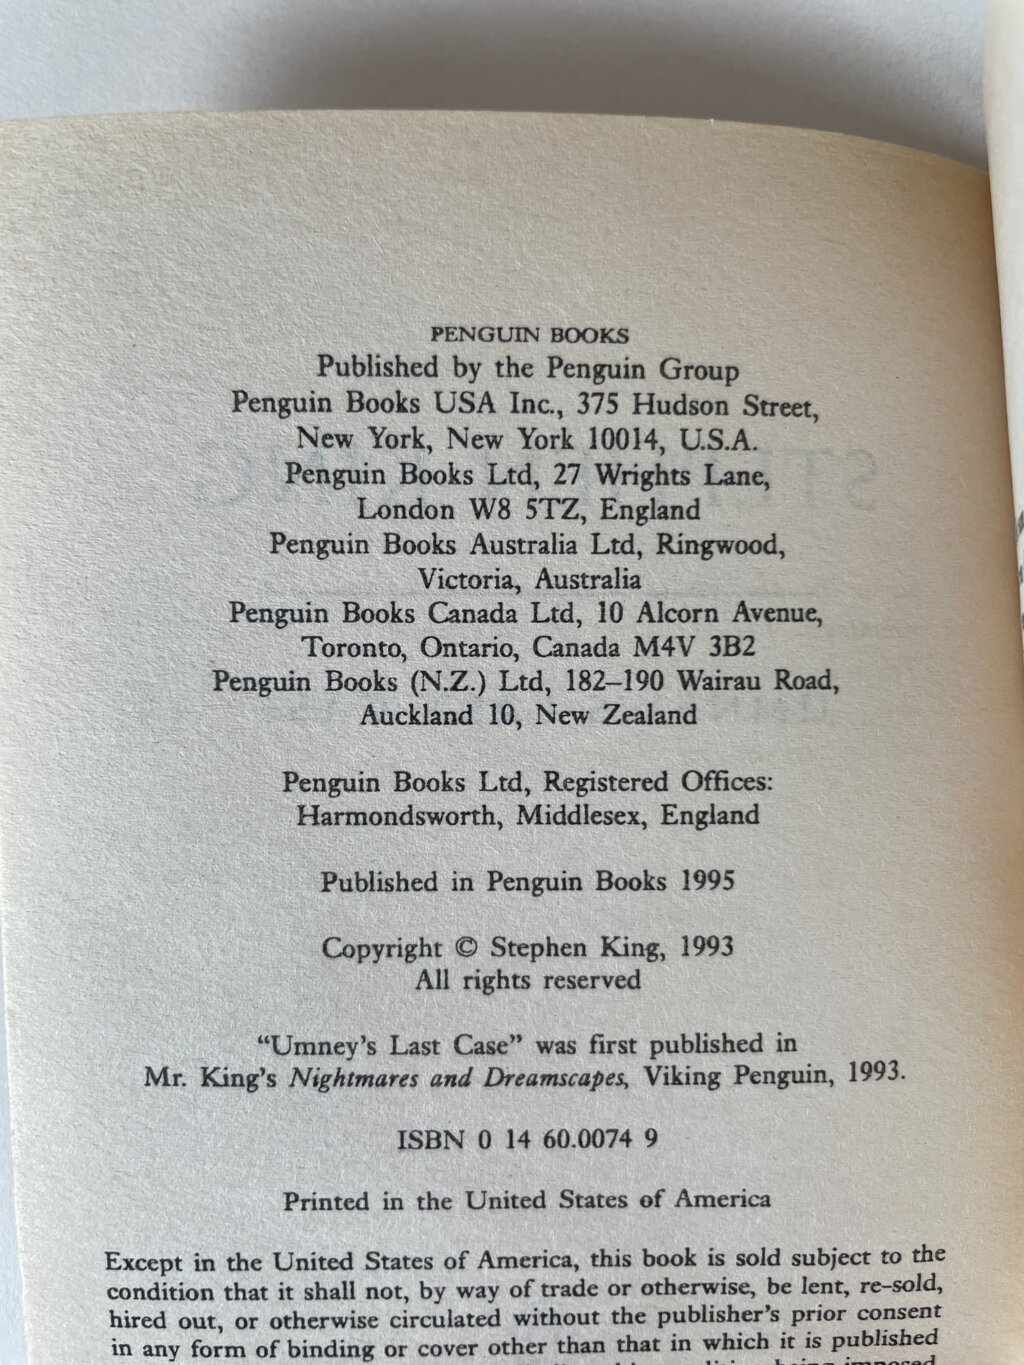 PENGUIN BOOKS
Published by the Penguin Group
Penguin Books USA Inc., 375 Hudson Street,
New York, New York 10014, U.S.A.
Penguin Books Ltd, 27 Wrights Lane,
London W8 5TZ, England
Penguin Books Australia Ltd, Ringwood,
Victoria, Australia
Penguin Books Canada Ltd, 10 Alcorn Avenue,
Toronto, Ontario, Canada M4V 3B2
Penguin Books (N.Z.) Ltd, 182–190 Wairau Road,
Auckland 10, New Zealand
Penguin Books Ltd, Registered Offices:
Harmondsworth, Middlesex, England
Published in Penguin Books 1995
Copyright © Stephen King, 1993
All rights reserved
“Umney’s Last Case” was first published in
Mr. King’s Nightmares and Dreamscapes, Viking Penguin, 1993.
ISBN 0 14 60.0074 9
Printed in the United States of America
Except in the United States of America, this book is sold subject to the
condition that it shall not, by way of trade or otherwise, be lent, re-sold,
hired out, or otherwise circulated without the publisher’s prior consent
in any form of binding or cover other than that in which it is published
being imposed